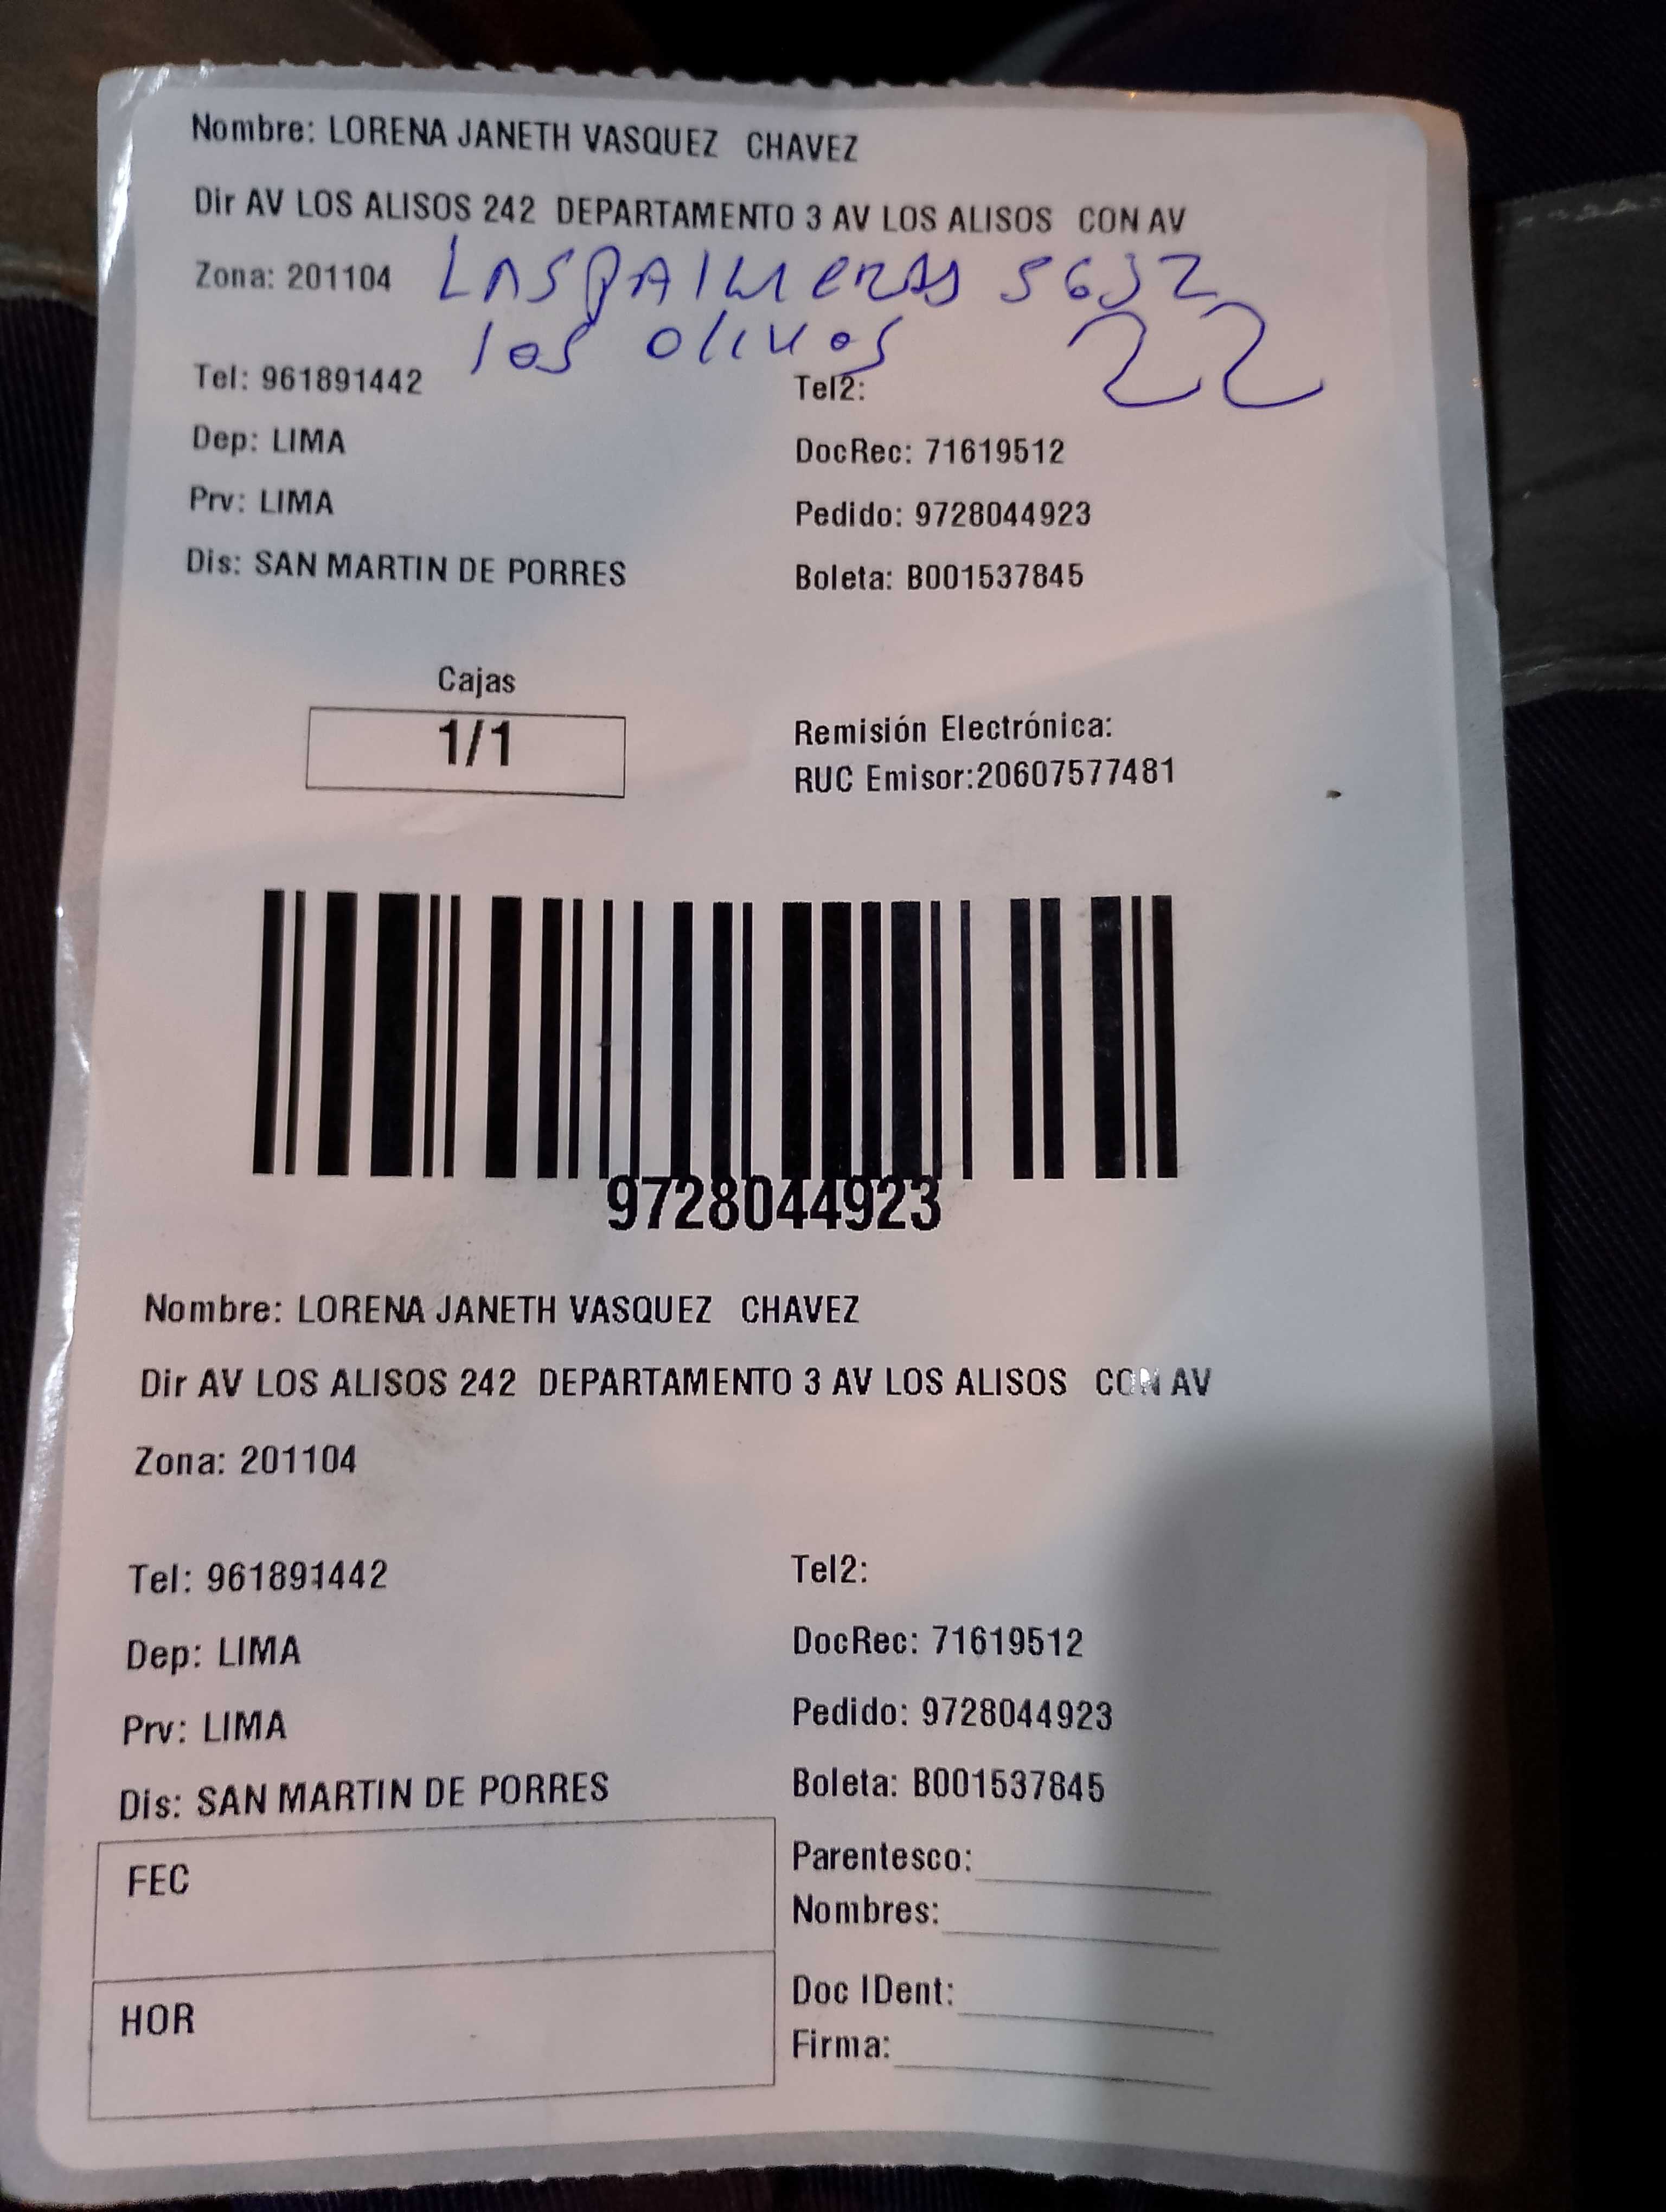 Nombre: LORENA JANETH VASQUEZ CHAVEZ
Dir AV LOS ALISOS 242 DEPARTAMENTO 3 AV LOS ALISOS CON AV
Zona: 201104 LAS PALMERAS 5632
los olivos 22
Tel: 961891442 Tel2:
Dep: LIMA DocRec: 71619512
Prv: LIMA Pedido: 9728044923
Dis: SAN MARTIN DE PORRES Boleta: B001537845
Cajas
1/1
Remisión Electrónica:
RUC Emisor:20607577481
9728044923
Nombre: LORENA JANETH VASQUEZ CHAVEZ
Dir AV LOS ALISOS 242 DEPARTAMENTO 3 AV LOS ALISOS CON AV
Zona: 201104
Tel: 961891442 Tel2:
Dep: LIMA DocRec: 71619512
Prv: LIMA Pedido: 9728044923
Dis: SAN MARTIN DE PORRES Boleta: B001537845
FEC
HOR
Parentesco:
Nombres:
Doc IDent:
Firma: